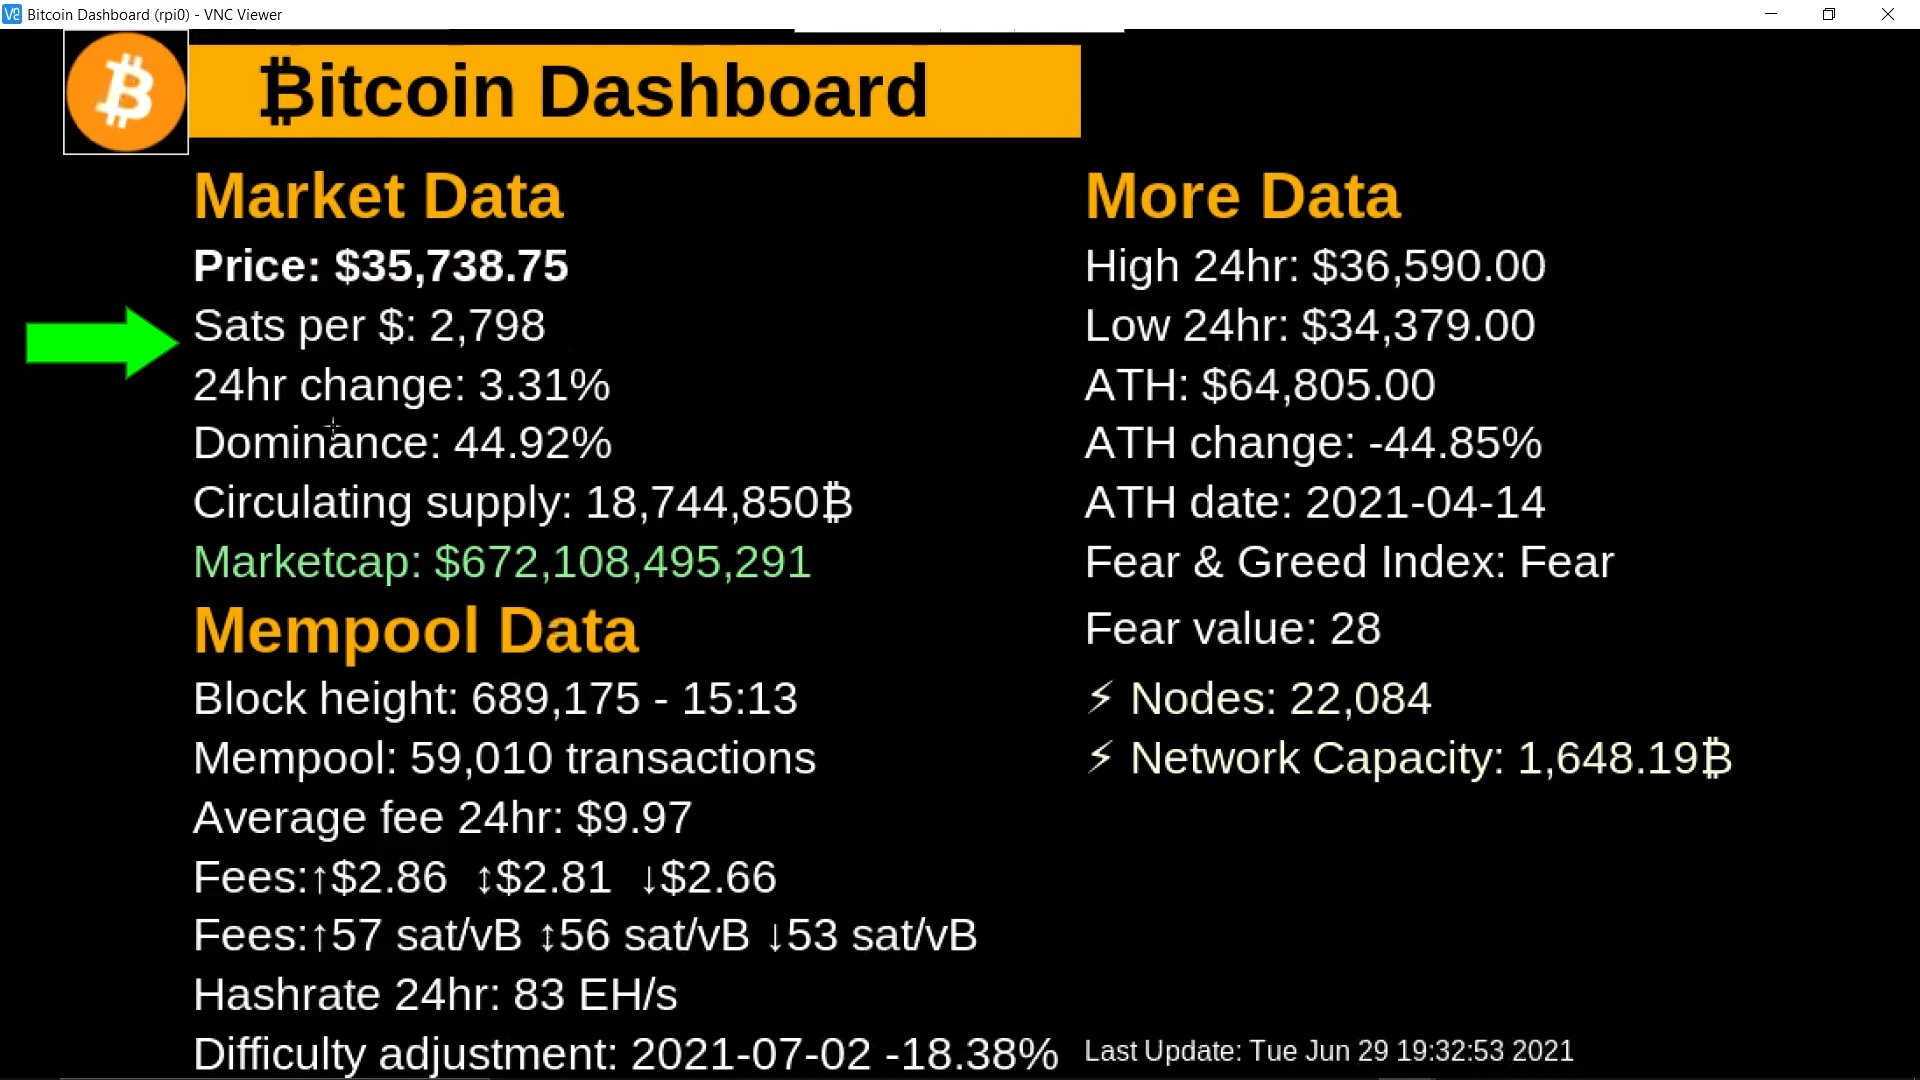 Bitcoin Dashboard (rpi0) - VNC Viewer
₿itcoin Dashboard
Market Data
Price: $35,738.75
Sats per $: 2,798
24hr change: 3.31%
Dominance: 44.92%
Circulating supply: 18,744,850₿
Marketcap: $672,108,495,291
Mempool Data
Block height: 689,175 - 15:13
Mempool: 59,010 transactions
Average fee 24hr: $9.97
Fees:↑$2.86 ↕$2.81 ↓$2.66
Fees:↑57 sat/vB ↕56 sat/vB ↓53 sat/vB
Hashrate 24hr: 83 EH/s
Difficulty adjustment: 2021-07-02 -18.38%
More Data
High 24hr: $36,590.00
Low 24hr: $34,379.00
ATH: $64,805.00
ATH change: -44.85%
ATH date: 2021-04-14
Fear & Greed Index: Fear
Fear value: 28
⚡ Nodes: 22,084
⚡ Network Capacity: 1,648.19₿
Last Update: Tue Jun 29 19:32:53 2021